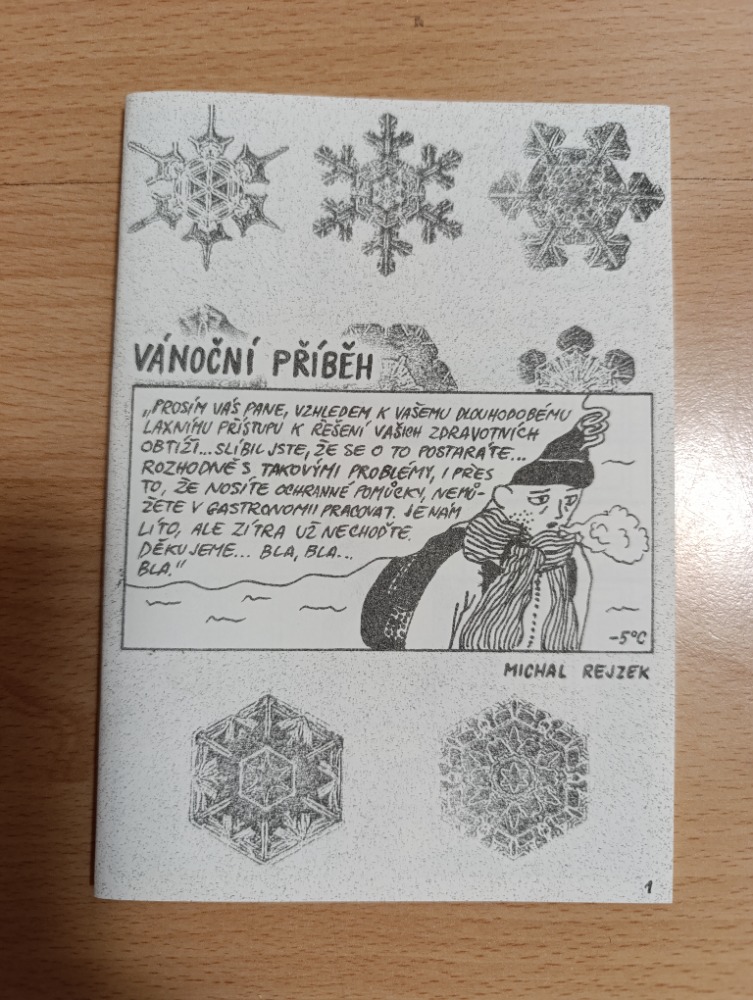 VÁNOČNÍ PŘÍBĚH
„PROSÍM VÁS PANE, VZHLEDEM K VAŠEMU DLOUHODOBÉMU
LAXNÍMU PŘÍSTUPU K ŘEŠENÍ VAŠICH ZDRAVOTNÍCH
OBTÍŽÍ... SLÍBIL JSTE, ŽE SE O TO POSTARÁTE...
ROZHODNĚ S TAKOVÝMI PROBLÉMY, I PŘES
TO, ŽE NOSÍTE OCHRANNÉ POMŮCKY, NEMŮ-
ŽETE V GASTRONOMII PRACOVAT. JE NÁM
LÍTO, ALE ZÍTRA UŽ NECHOĎTE.
DĚKUJEME... BLA, BLA...
BLA."
-5°C
MICHAL REJZEK
1